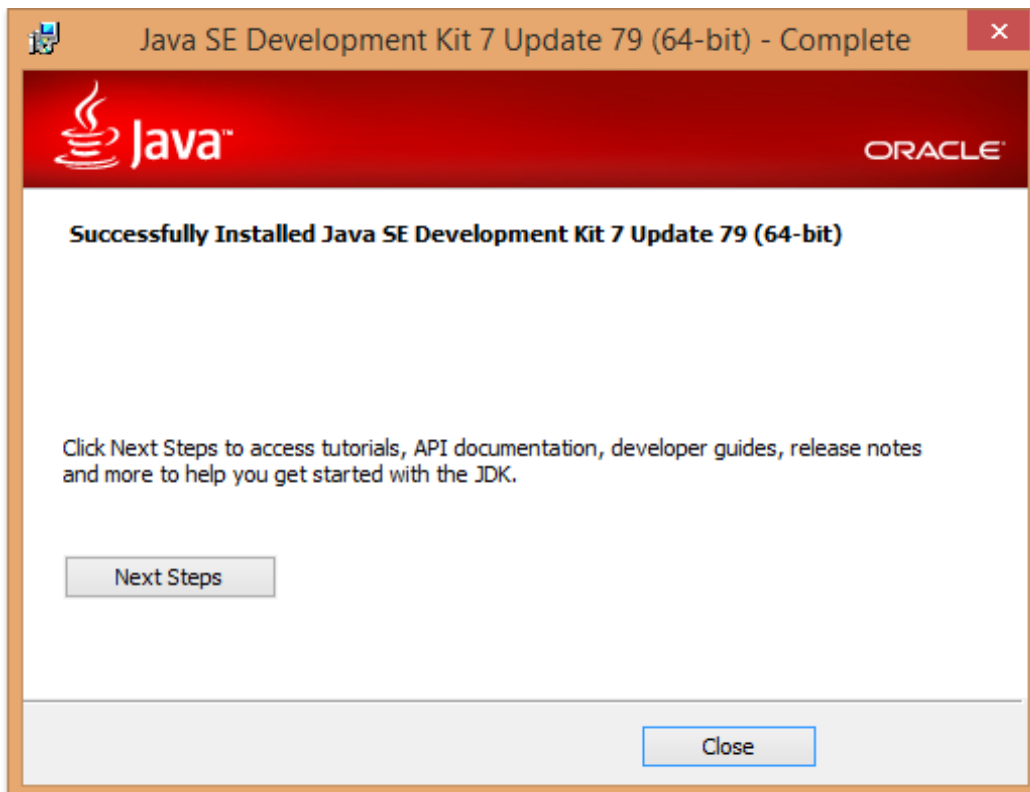 Java SE Development Kit 7 Update 79 (64-bit) - Complete
Java™
ORACLE
Successfully Installed Java SE Development Kit 7 Update 79 (64-bit)
Click Next Steps to access tutorials, API documentation, developer guides, release notes
and more to help you get started with the JDK.
Next Steps
Close